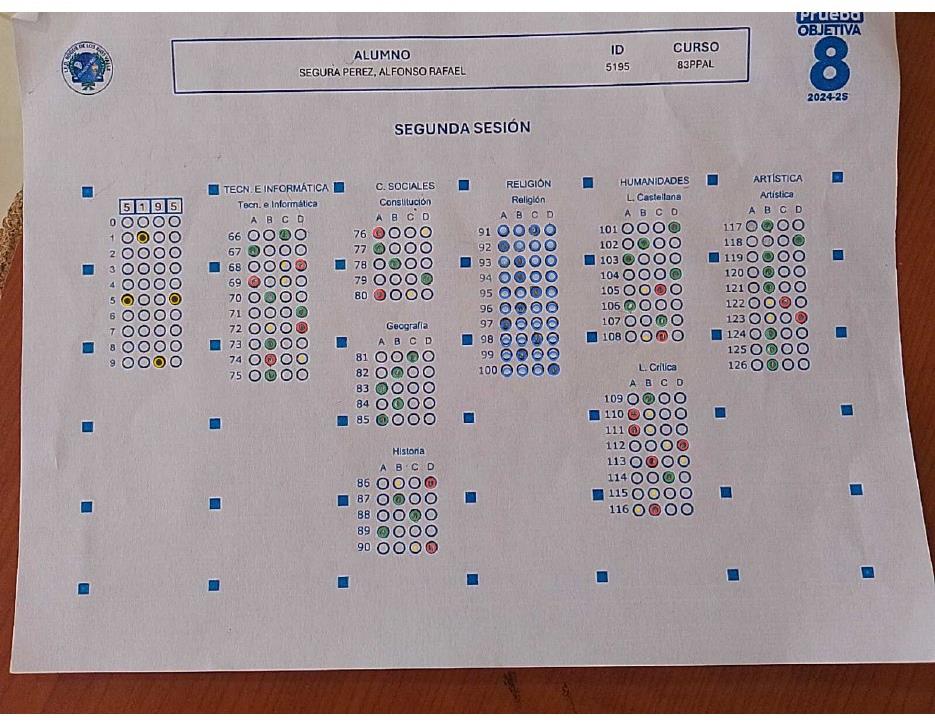 Prueba
OBJETIVA
8
2024-2S
ALUMNO ID CURSO
SEGURA PEREZ, ALFONSO RAFAEL 5195 83PPAL
SEGUNDA SESIÓN
5 1 9 5
0
1
2
3
4
5
6
7
8
9
TECN. E INFORMÁTICA
Tecn. e Informática
A B C D
66
67
68
69
70
71
72
73
74
75
C. SOCIALES
Constitución
A B C D
76
77
78
79
80
Geografía
A B C D
81
82
83
84
85
Historia
A B C D
86
87
88
89
90
RELIGIÓN
Religión
A B C D
91
92
93
94
95
96
97
98
99
100
HUMANIDADES
L. Castellana
A B C D
101
102
103
104
105
106
107
108
L. Crítica
A B C D
109
110
111
112
113
114
115
116
ARTÍSTICA
Artística
A B C D
117
118
119
120
121
122
123
124
125
126